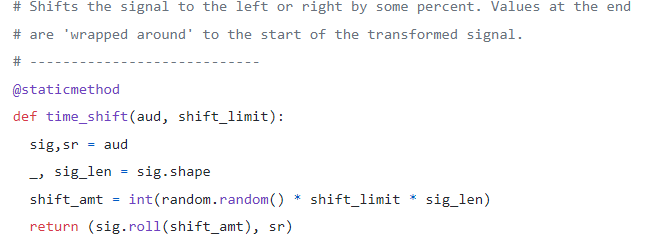 # Shifts the signal to the left or right by some percent. Values at the end
# are 'wrapped around' to the start of the transformed signal.
# ----------------------------
@staticmethod
def time_shift(aud, shift_limit):
  sig,sr = aud
  _, sig_len = sig.shape
  shift_amt = int(random.random() * shift_limit * sig_len)
  return (sig.roll(shift_amt), sr)